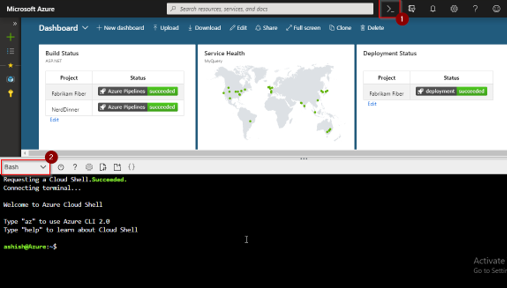 Microsoft Azure
Search resources, services, and docs
1
Dashboard
+ New dashboard
Upload
Download
Edit
Share
Full screen
Clone
Delete
Build Status
ASP.NET
Project
Status
Fabrikam Fiber
Azure Pipelines succeeded
NerdDinner
Azure Pipelines succeeded
Edit
Service Health
Deployment Status
Project
Status
Fabrikam Fiber
deployment succeeded
Edit
2
Bash
Requesting a Cloud Shell.Succeeded.
Connecting terminal...
Welcome to Azure Cloud Shell
Type "az" to use Azure CLI 2.0
Type "help" to learn about Cloud Shell
ashish@Azure:~$
Activate
Go to Settin